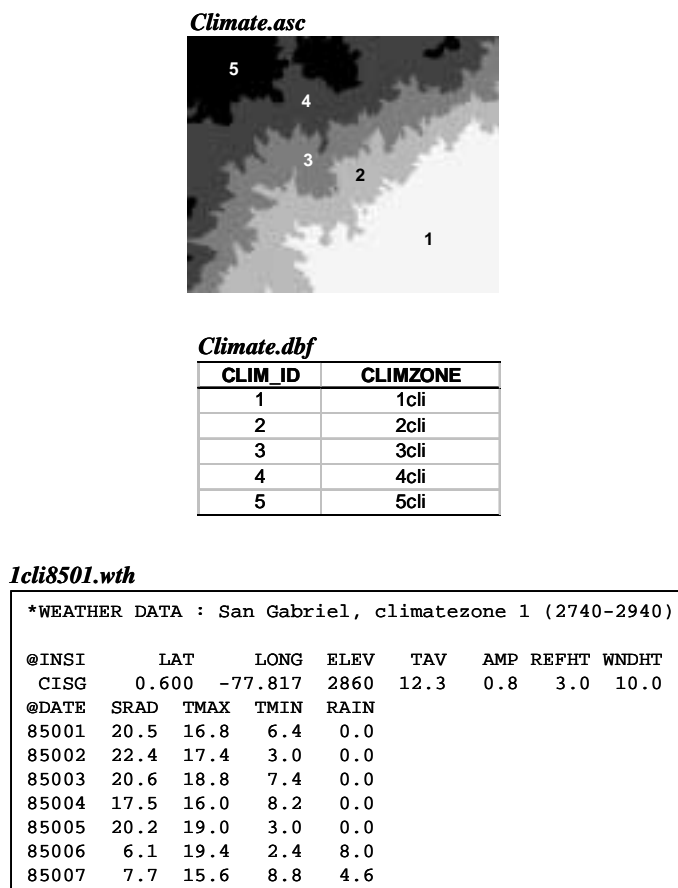 Climate.asc
5
4
3
2
1
Climate.dbf
CLIM_ID CLIMZONE
1 1cli
2 2cli
3 3cli
4 4cli
5 5cli
1cli8501.wth
*WEATHER DATA : San Gabriel, climatezone 1 (2740-2940)
@INSI LAT LONG ELEV TAV AMP REFHT WNDHT
CISG 0.600 -77.817 2860 12.3 0.8 3.0 10.0
@DATE SRAD TMAX TMIN RAIN
85001 20.5 16.8 6.4 0.0
85002 22.4 17.4 3.0 0.0
85003 20.6 18.8 7.4 0.0
85004 17.5 16.0 8.2 0.0
85005 20.2 19.0 3.0 0.0
85006 6.1 19.4 2.4 8.0
85007 7.7 15.6 8.8 4.6